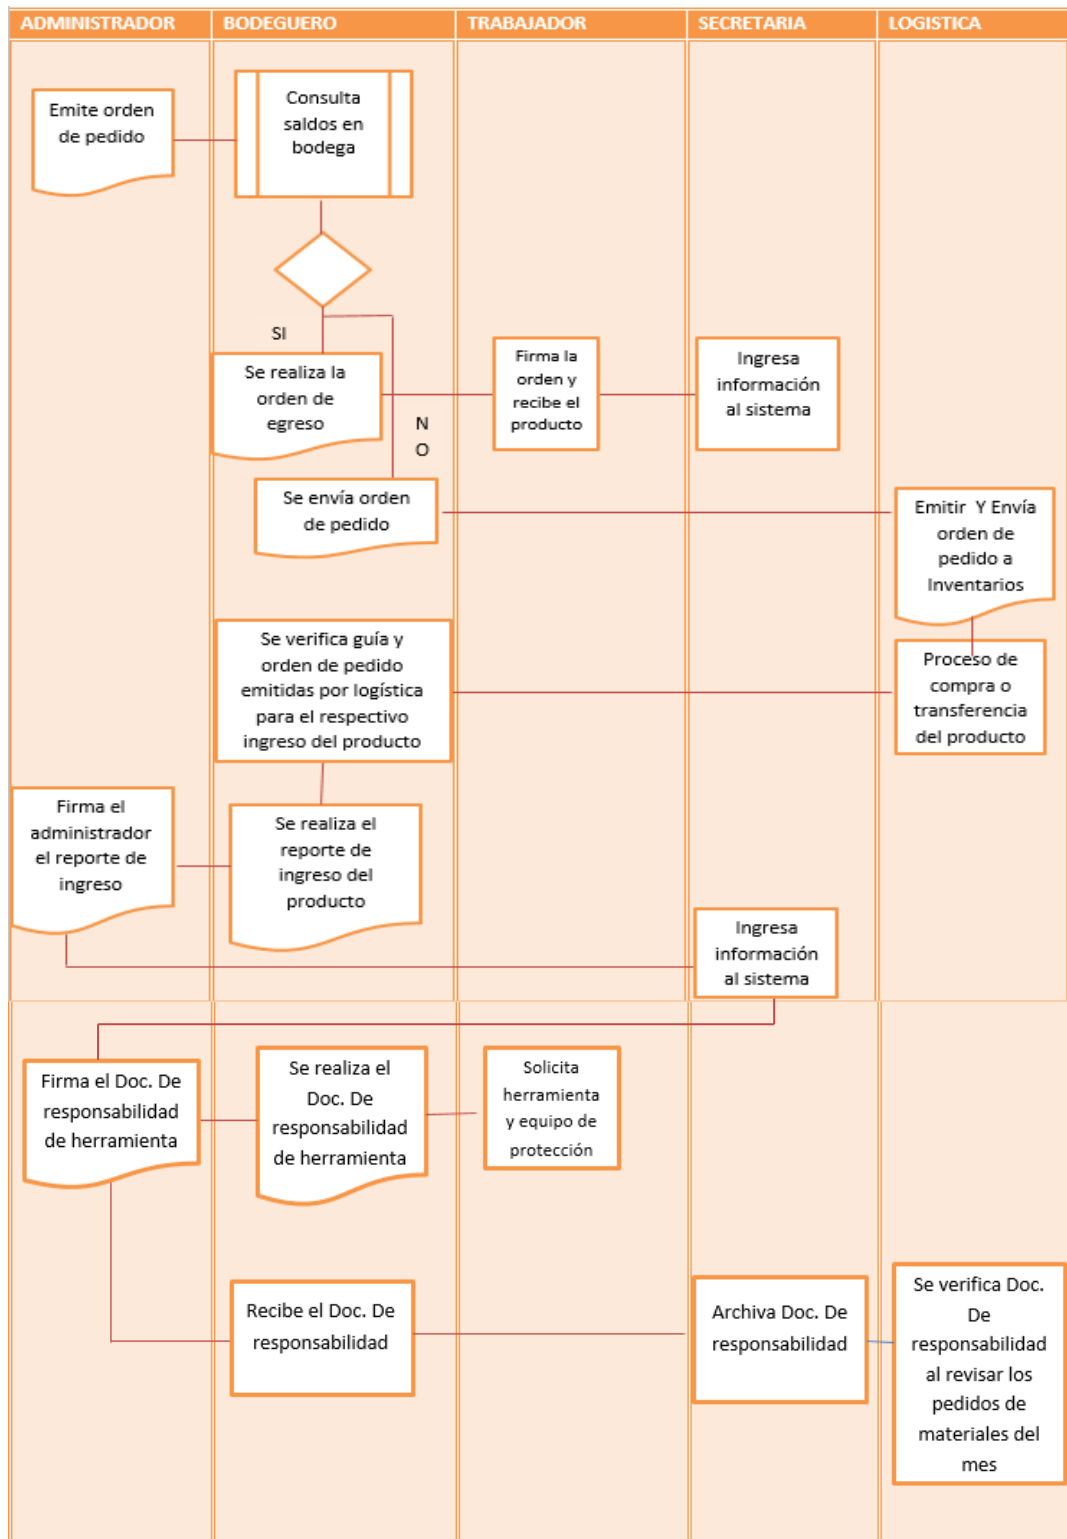 ADMINISTRADOR
BODEGUERO
TRABAJADOR
SECRETARIA
LOGISTICA
Emite orden
de pedido
Consulta
saldos en
bodega
SI
Se realiza la
orden de
egreso
Firma la
orden y
recibe el
producto
Ingresa
información
al sistema
N
O
Se envía orden
de pedido
Emitir Y Envía
orden de
pedido a
Inventarios
Se verifica guía y
orden de pedido
emitidas por logística
para el respectivo
ingreso del producto
Proceso de
compra o
transferencia
del producto
Firma el
administrador
el reporte de
ingreso
Se realiza el
reporte de
ingreso del
producto
Ingresa
información
al sistema
Firma el Doc. De
responsabilidad
de herramienta
Se realiza el
Doc. De
responsabilidad
de herramienta
Solicita
herramienta
y equipo de
protección
Recibe el Doc. De
responsabilidad
Archiva Doc. De
responsabilidad
Se verifica Doc.
De
responsabilidad
al revisar los
pedidos de
materiales del
mes